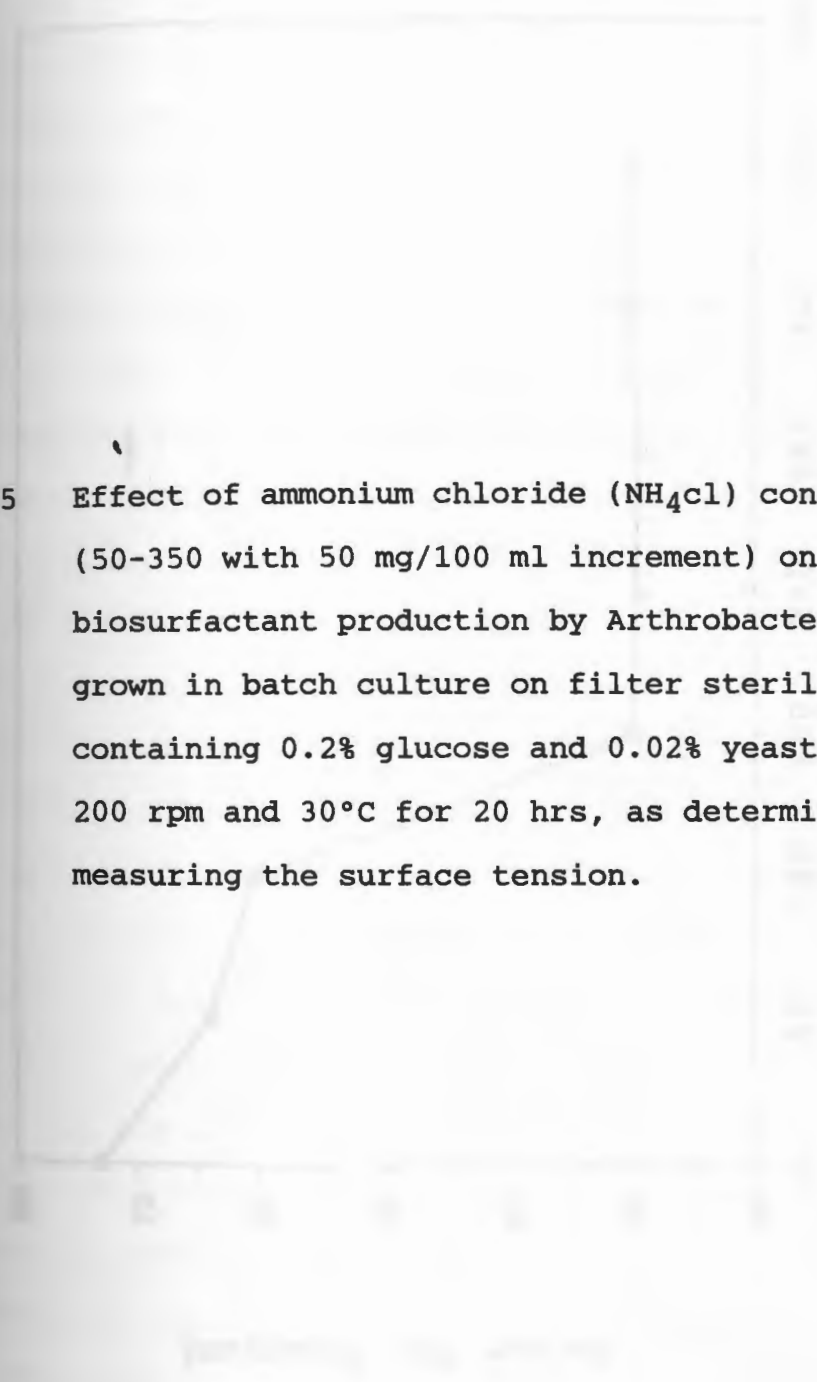 5 Effect of ammonium chloride (NH₄cl) con
(50-350 with 50 mg/100 ml increment) on
biosurfactant production by Arthrobacte
grown in batch culture on filter steril
containing 0.2% glucose and 0.02% yeast
200 rpm and 30°C for 20 hrs, as determi
measuring the surface tension.